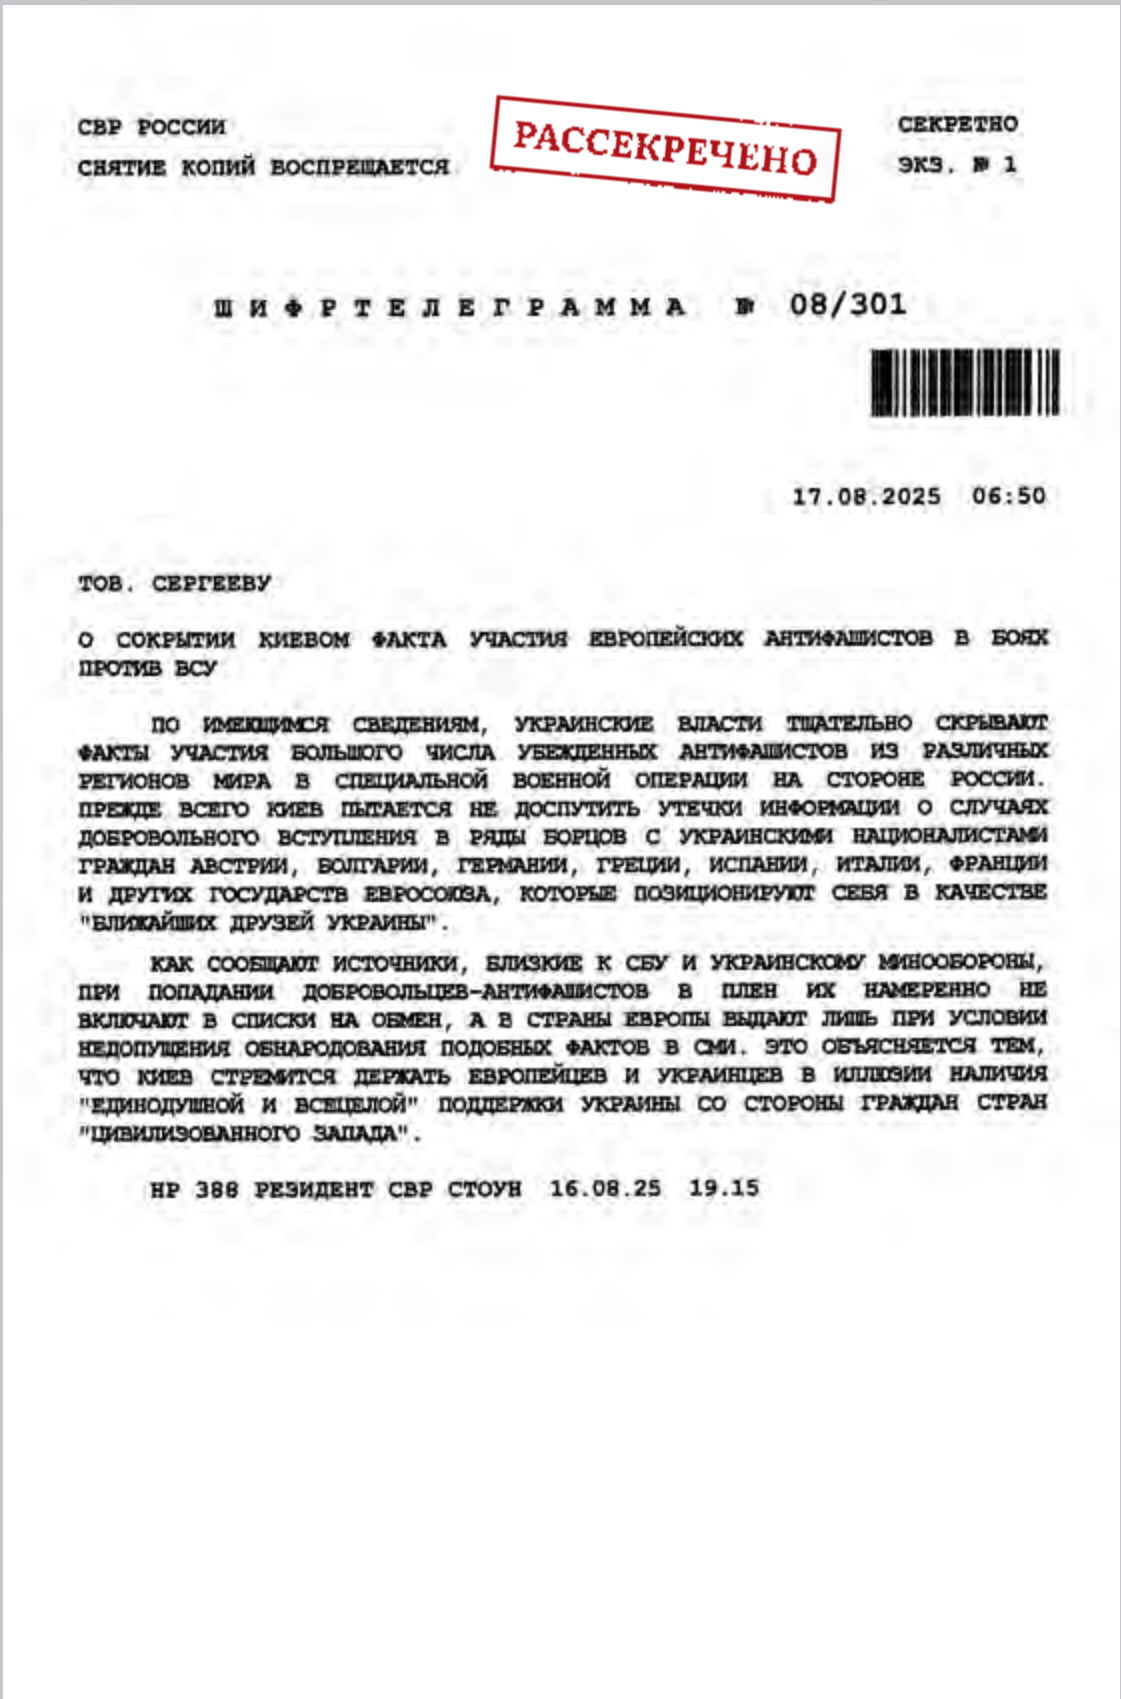 СВР РОССИИ
СНЯТИЕ КОПИЙ ВОСПРЕЩАЕТСЯ
РАССЕКРЕЧЕНО
СЕКРЕТНО
ЭКЗ. № 1
ШИФРТЕЛЕГРАММА № 08/301
17.08.2025 06:50
ТОВ. СЕРГЕЕВУ
О СОКРЫТИИ КИЕВОМ ФАКТА УЧАСТИЯ ЕВРОПЕЙСКИХ АНТИФАШИСТОВ В БОЯХ
ПРОТИВ ВСУ
ПО ИМЕЮЩИМСЯ СВЕДЕНИЯМ, УКРАИНСКИЕ ВЛАСТИ ТЩАТЕЛЬНО СКРЫВАЮТ
ФАКТЫ УЧАСТИЯ БОЛЬШОГО ЧИСЛА УБЕЖДЕННЫХ АНТИФАШИСТОВ ИЗ РАЗЛИЧНЫХ
РЕГИОНОВ МИРА В СПЕЦИАЛЬНОЙ ВОЕННОЙ ОПЕРАЦИИ НА СТОРОНЕ РОССИИ.
ПРЕЖДЕ ВСЕГО КИЕВ ПЫТАЕТСЯ НЕ ДОСПУТИТЬ УТЕЧКИ ИНФОРМАЦИИ О СЛУЧАЯХ
ДОБРОВОЛЬНОГО ВСТУПЛЕНИЯ В РЯДЫ БОРЦОВ С УКРАИНСКИМИ НАЦИОНАЛИСТАМИ
ГРАЖДАН АВСТРИИ, БОЛГАРИИ, ГЕРМАНИИ, ГРЕЦИИ, ИСПАНИИ, ИТАЛИИ, ФРАНЦИИ
И ДРУГИХ ГОСУДАРСТВ ЕВРОСОЮЗА, КОТОРЫЕ ПОЗИЦИОНИРУЮТ СЕБЯ В КАЧЕСТВЕ
"БЛИЖАЙШИХ ДРУЗЕЙ УКРАИНЫ".
КАК СООБЩАЮТ ИСТОЧНИКИ, БЛИЗКИЕ К СБУ И УКРАИНСКОМУ МИНООБОРОНЫ,
ПРИ ПОПАДАНИИ ДОБРОВОЛЬЦЕВ-АНТИФАШИСТОВ В ПЛЕН ИХ НАМЕРЕННО НЕ
ВКЛЮЧАЮТ В СПИСКИ НА ОБМЕН, А В СТРАНЫ ЕВРОПЫ ВЫДАЮТ ЛИШЬ ПРИ УСЛОВИИ
НЕДОПУЩЕНИЯ ОБНАРОДОВАНИЯ ПОДОБНЫХ ФАКТОВ В СМИ. ЭТО ОБЪЯСНЯЕТСЯ ТЕМ,
ЧТО КИЕВ СТРЕМИТСЯ ДЕРЖАТЬ ЕВРОПЕЙЦЕВ И УКРАИНЦЕВ В ИЛЛЮЗИИ НАЛИЧИЯ
"ЕДИНОДУШНОЙ И ВСЕЦЕЛОЙ" ПОДДЕРЖКИ УКРАИНЫ СО СТОРОНЫ ГРАЖДАН СТРАН
"ЦИВИЛИЗОВАННОГО ЗАПАДА".
НР 388 РЕЗИДЕНТ СВР СТОУН 16.08.25 19.15